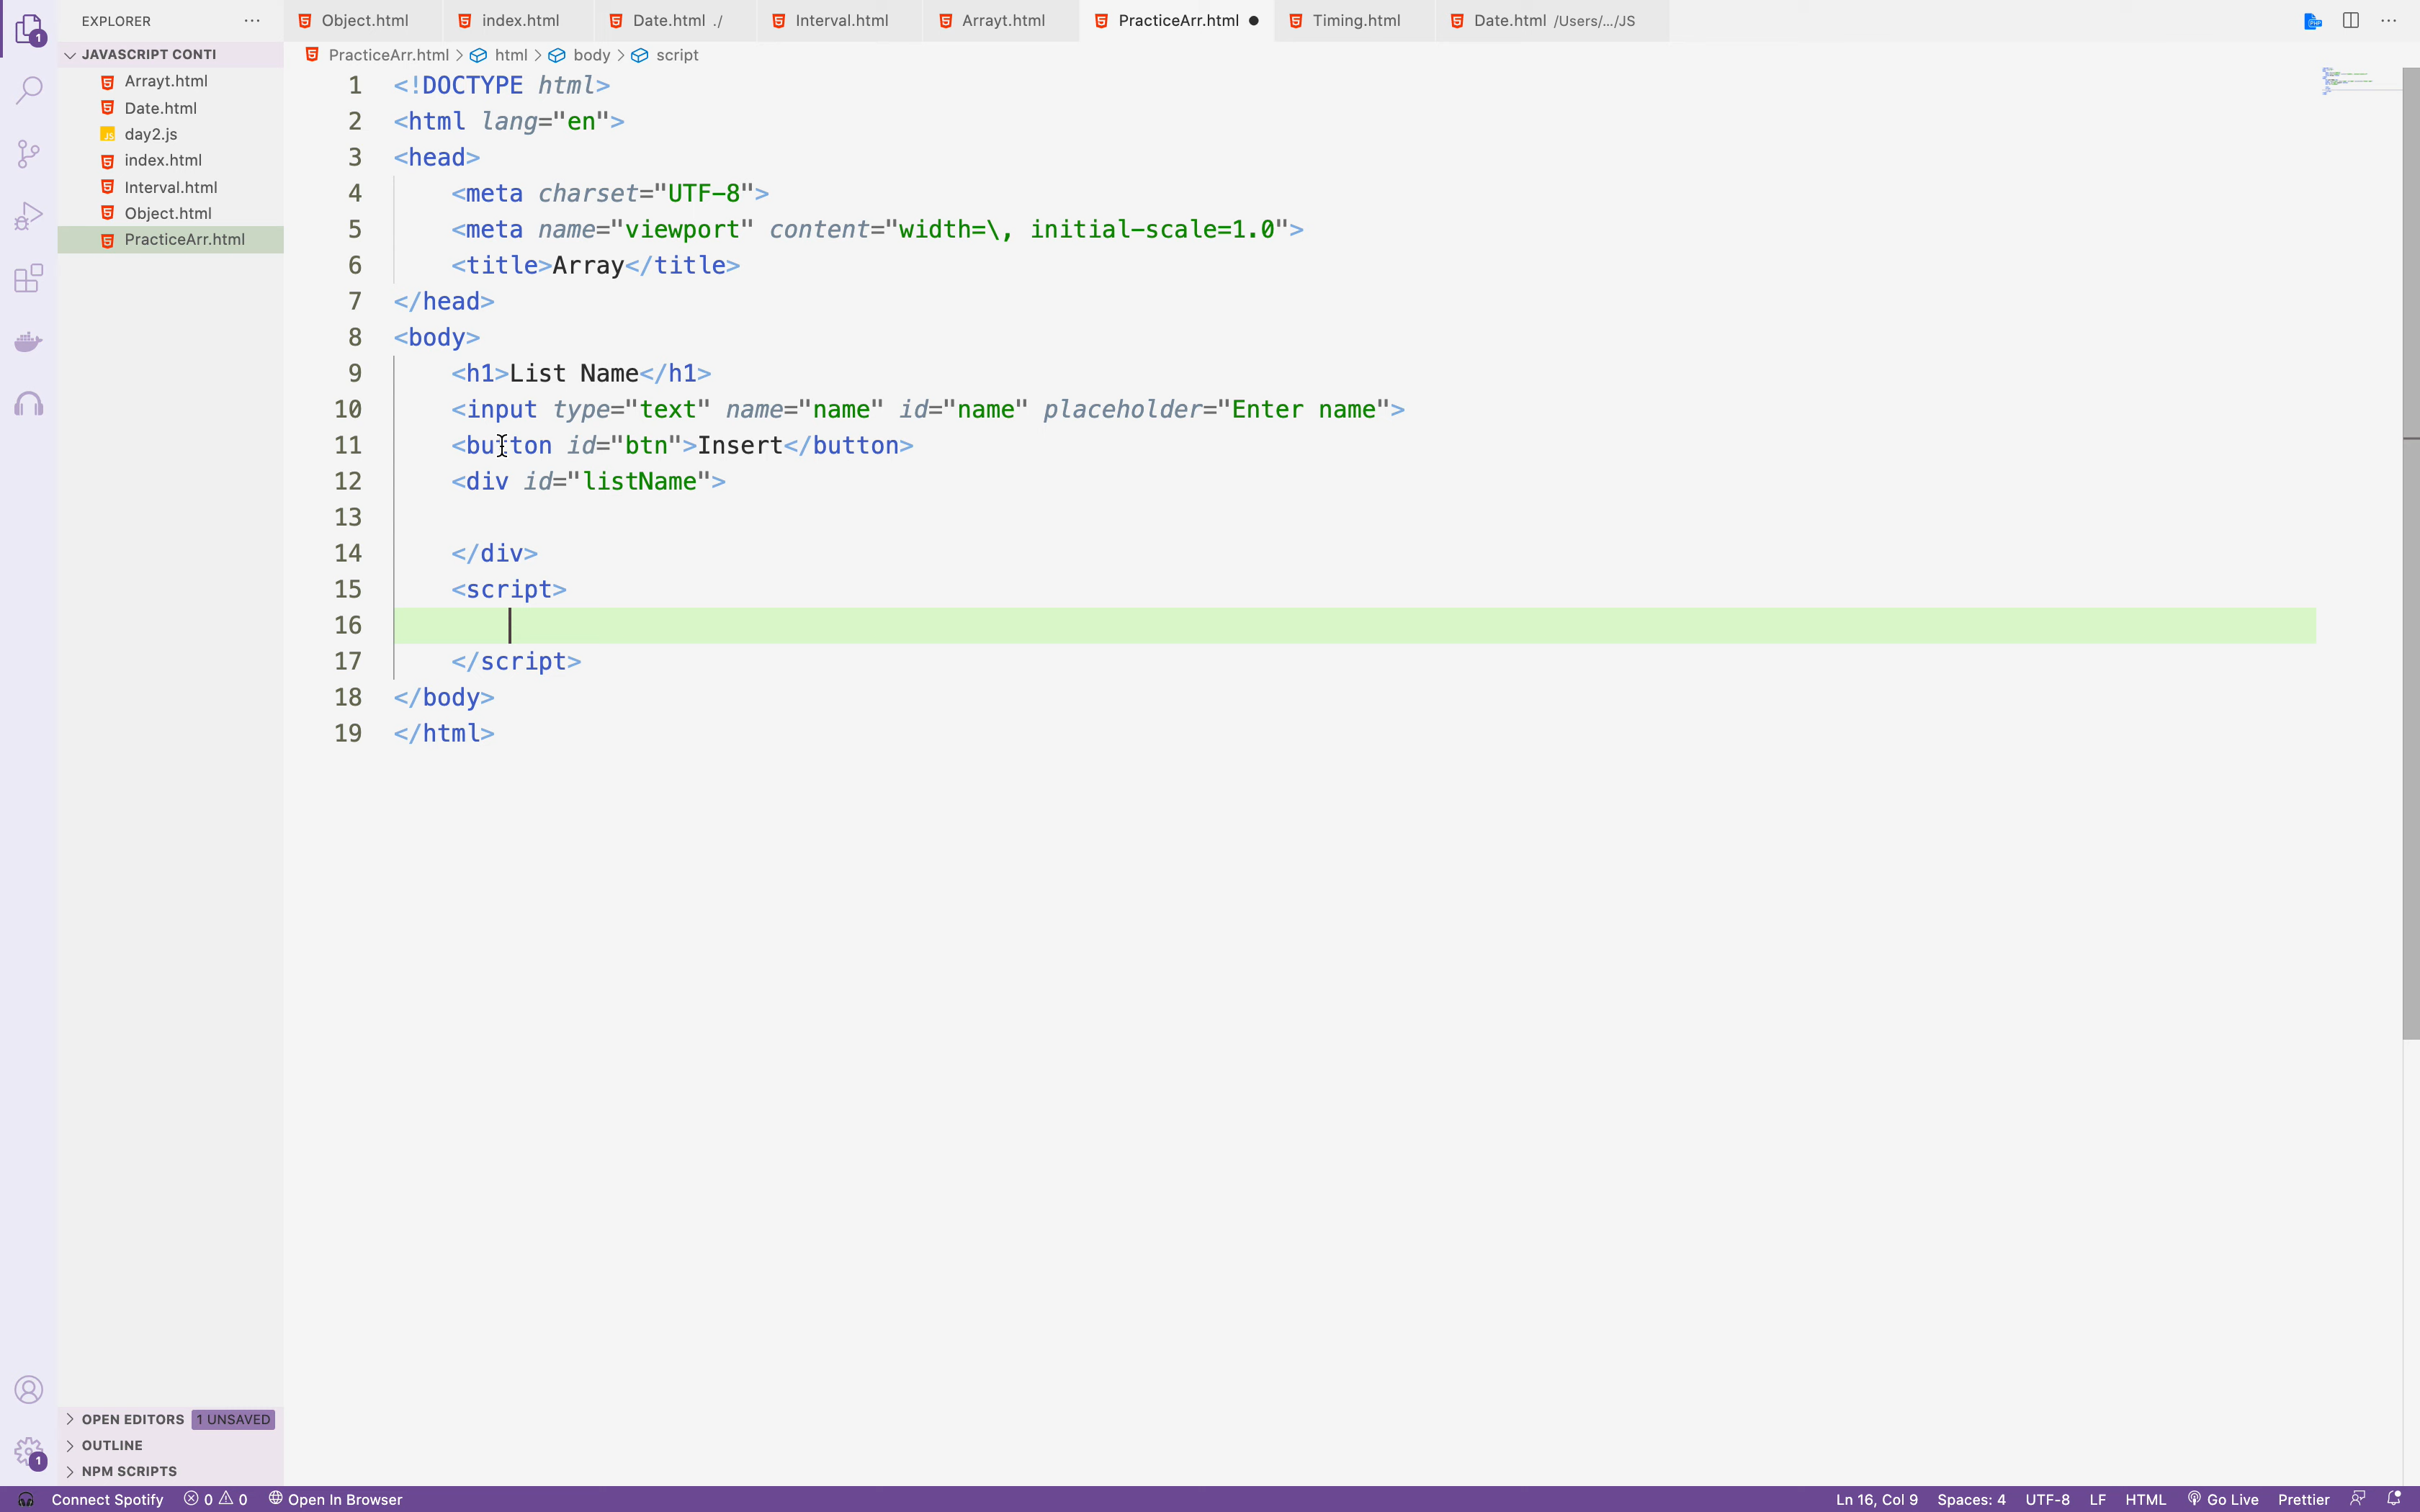 EXPLORER
JAVASCRIPT CONTI
Arrayt.html
Date.html
JS day2.js
index.html
Interval.html
Object.html
PracticeArr.html
OPEN EDITORS 1 UNSAVED
OUTLINE
NPM SCRIPTS
1
1
Object.html index.html Date.html ./ Interval.html Arrayt.html PracticeArr.html Timing.html Date.html /Users/.../JS
PracticeArr.html > html > body > script
1 <!DOCTYPE html>
2 <html lang="en">
3 <head>
4 <meta charset="UTF-8">
5 <meta name="viewport" content="width=\, initial-scale=1.0">
6 <title>Array</title>
7 </head>
8 <body>
9 <h1>List Name</h1>
10 <input type="text" name="name" id="name" placeholder="Enter name">
11 <button id="btn">Insert</button>
12 <div id="listName">
13
14 </div>
15 <script>
16
17 </script>
18 </body>
19 </html>
Connect Spotify 0 0 Open In Browser Ln 16, Col 9 Spaces: 4 UTF-8 LF HTML Go Live Prettier